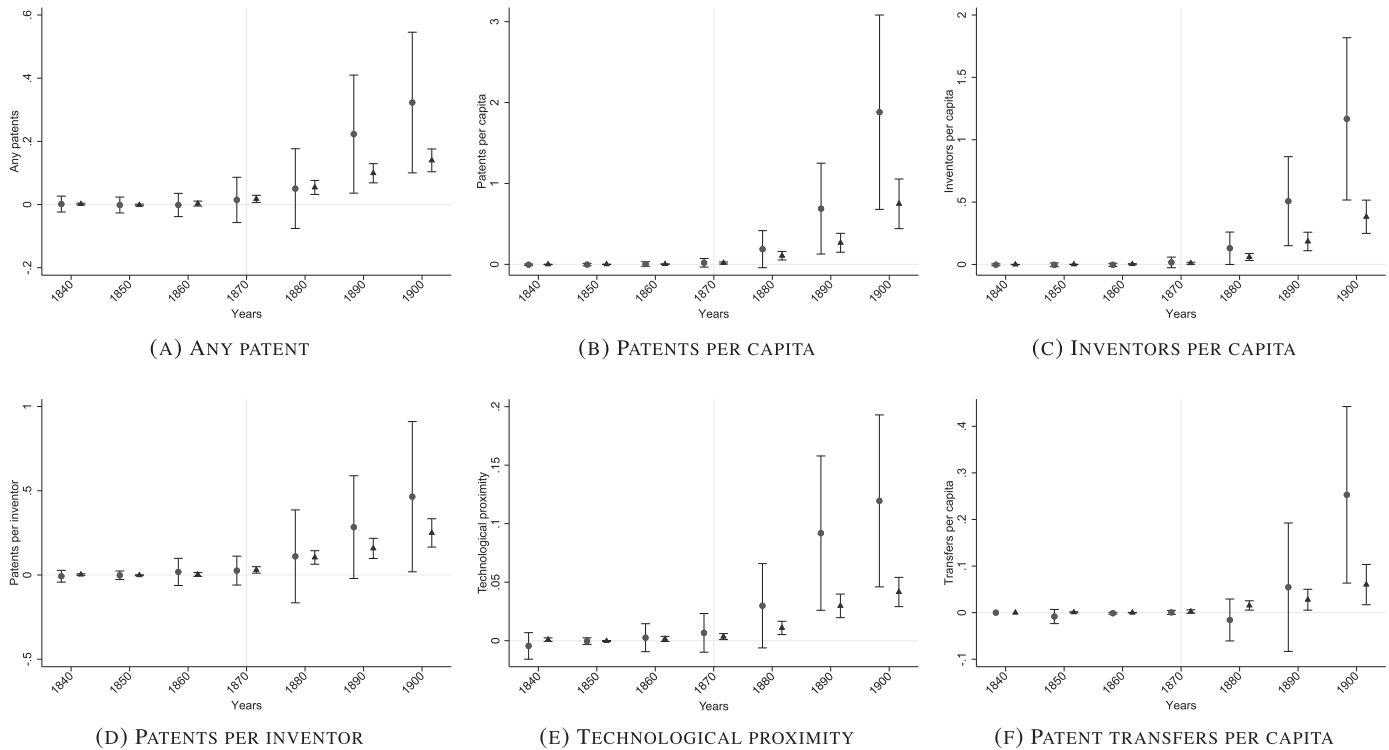 Any patents
-.2 0 .2 .4 .6
1840 1850 1860 1870 1880 1890 1900
Years
(A) ANY PATENT
Patents per capita
0 1 2 3
1840 1850 1860 1870 1880 1890 1900
Years
(B) PATENTS PER CAPITA
Inventors per capita
0 .5 1 1.5 2
1840 1850 1860 1870 1880 1890 1900
Years
(C) INVENTORS PER CAPITA
Patents per inventor
-.5 0 .5 1
1840 1850 1860 1870 1880 1890 1900
Years
(D) PATENTS PER INVENTOR
Technological proximity
0 .05 .1 .15 .2
1840 1850 1860 1870 1880 1890 1900
Years
(E) TECHNOLOGICAL PROXIMITY
Transfers per capita
-.1 0 .1 .2 .3 .4
1840 1850 1860 1870 1880 1890 1900
Years
(F) PATENT TRANSFERS PER CAPITA